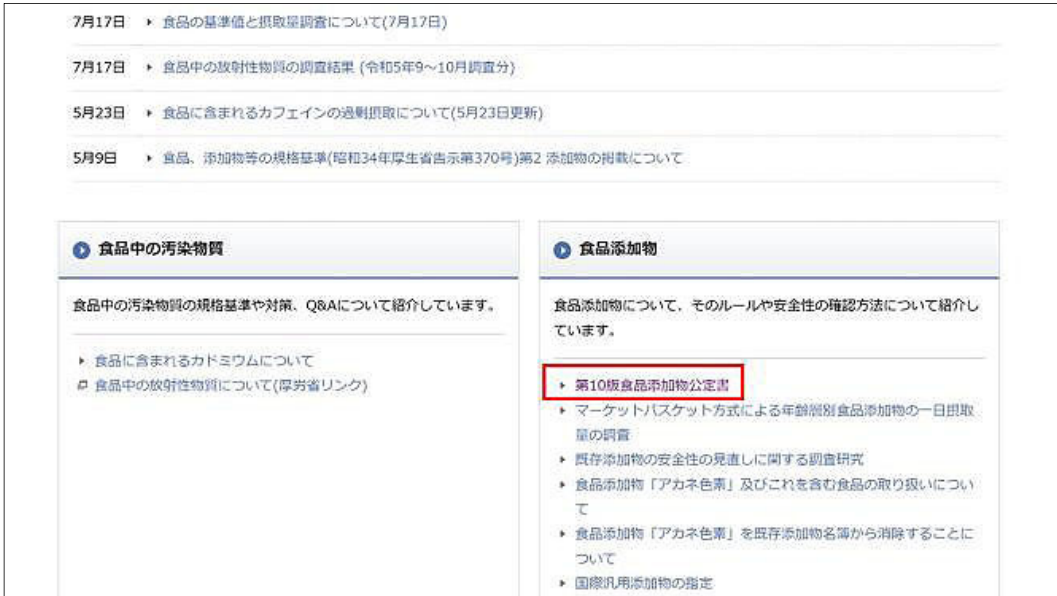 7月17日 食品の基準値と摂取量調査について(7月17日)
7月17日 食品中の放射性物質の調査結果 (令和5年9～10月調査分)
5月23日 食品に含まれるカフェインの過剰摂取について(5月23日更新)
5月9日 食品、添加物等の規格基準(昭和34年厚生省告示第370号)第2 添加物の掲載について
食品中の汚染物質
食品中の汚染物質の規格基準や対策、Q&Aについて紹介しています。
食品に含まれるカドミウムについて
食品中の放射性物質について(厚労省リンク)
食品添加物
食品添加物について、そのルールや安全性の確認方法について紹介し
ています。
第10版食品添加物公定書
マーケットバスケット方式による年齢層別食品添加物の一日摂取
量の調査
既存添加物の安全性の見直しに関する調査研究
食品添加物「アカネ色素」及びこれを含む食品の取り扱いについ
て
食品添加物「アカネ色素」を既存添加物名簿から消除することに
ついて
国際汎用添加物の指定